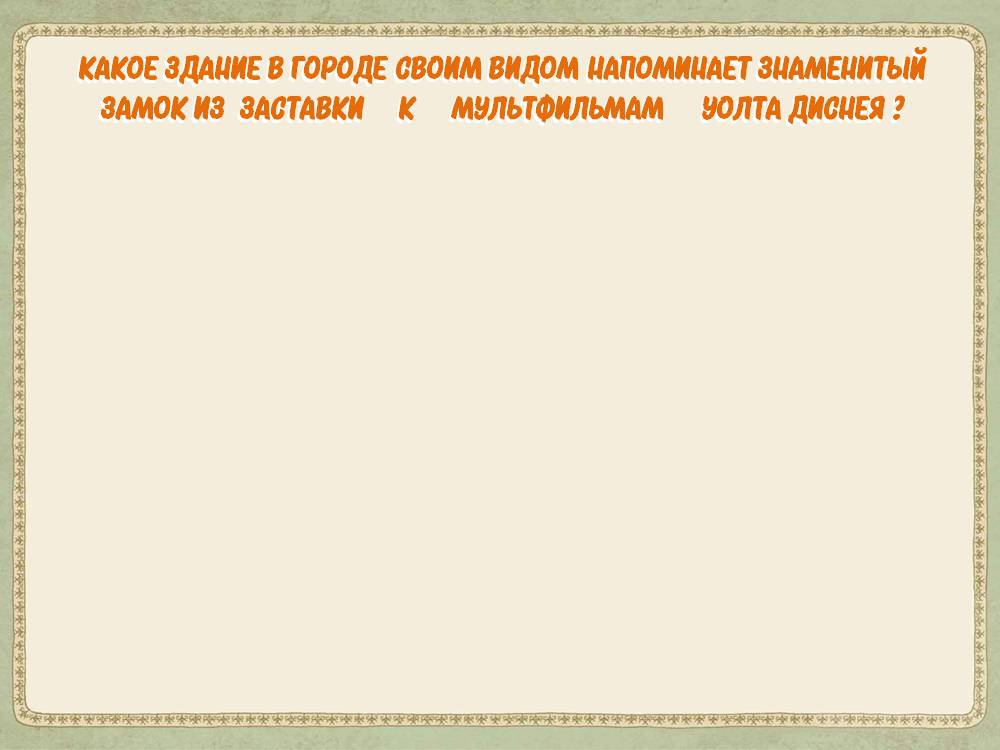 КАКОЕ ЗДАНИЕ В ГОРОДЕ СВОИМ ВИДОМ НАПОМИНАЕТ ЗНАМЕНИТЫЙ
ЗАМОК ИЗ ЗАСТАВКИ К МУЛЬТФИЛЬМАМ УОЛТА ДИСНЕЯ ?